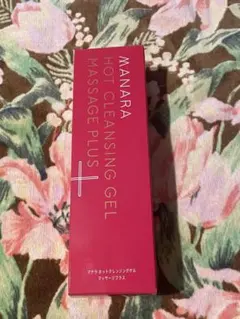 MANARA
HOT CLEANSING GEL
MASSAGE PLUS
マナラ ホットクレンジングゲル
マッサージプラス